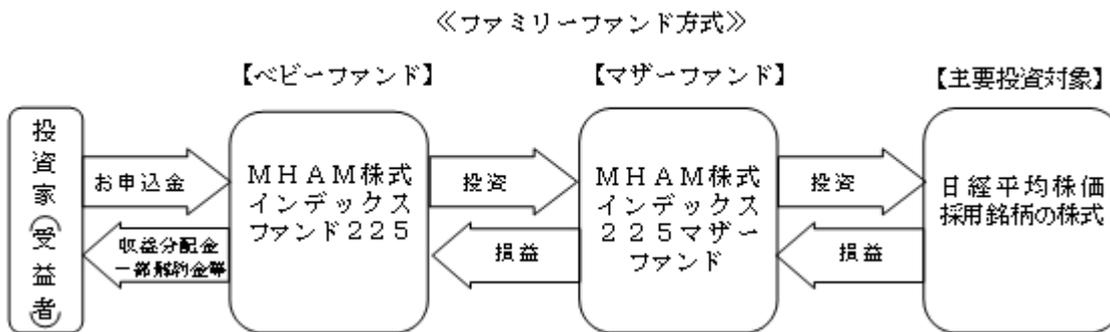 ≪ファミリーファンド方式≫
【ベビーファンド】
【マザーファンド】
【主要投資対象】
投資家(受益者)
お申込金
収益分配金
一部解約金等
MHAM株式
インデックス
ファンド225
投資
損益
MHAM株式
インデックス
225マザー
ファンド
投資
損益
日経平均株価
採用銘柄の株式